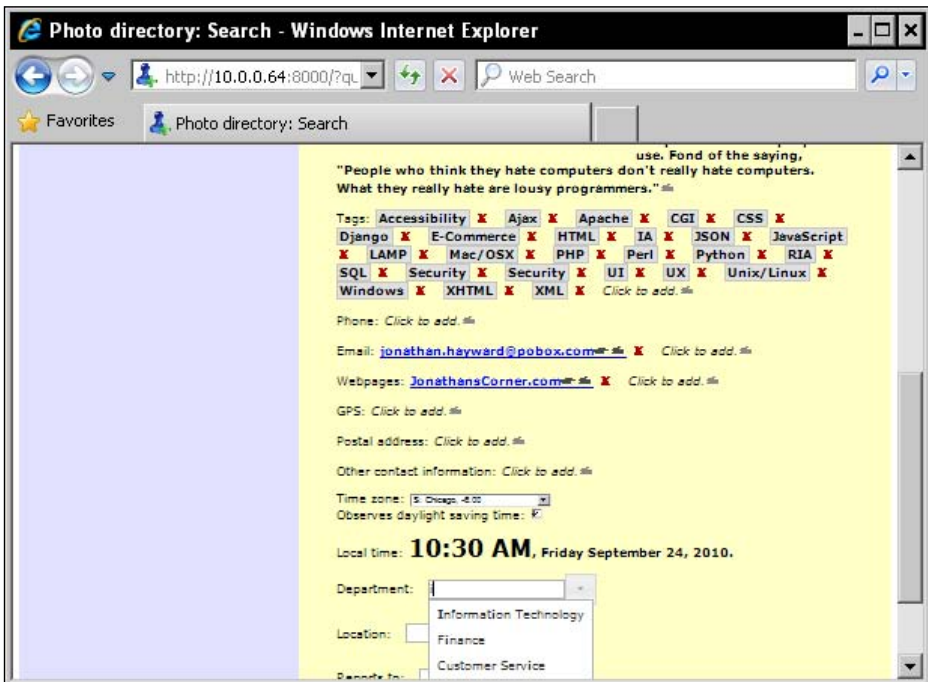 Photo directory: Search - Windows Internet Explorer
http://10.0.0.64:8000/?qu
Web Search
Favorites
Photo directory: Search
use. Fond of the saying,
"People who think they hate computers don't really hate computers.
What they really hate are lousy programmers."
Tags: Accessibility X Ajax X Apache X CGI X CSS X
Django X E-Commerce X HTML X IA X JSON X JavaScript
X LAMP X Mac/OSX X PHP X Perl X Python X RIA X
SQL X Security X Security X UI X UX X Unix/Linux X
Windows X XHTML X XML X Click to add.
Phone: Click to add.
Email: jonathan.hayward@pobox.com X Click to add.
Webpages: JonathansCorner.com X Click to add.
GPS: Click to add.
Postal address: Click to add.
Other contact information: Click to add.
Time zone: S: Chicago, -6:00
Observes daylight saving time:
Local time: 10:30 AM, Friday September 24, 2010.
Department: i
Information Technology
Location:
Finance
Customer Service
Reports to: